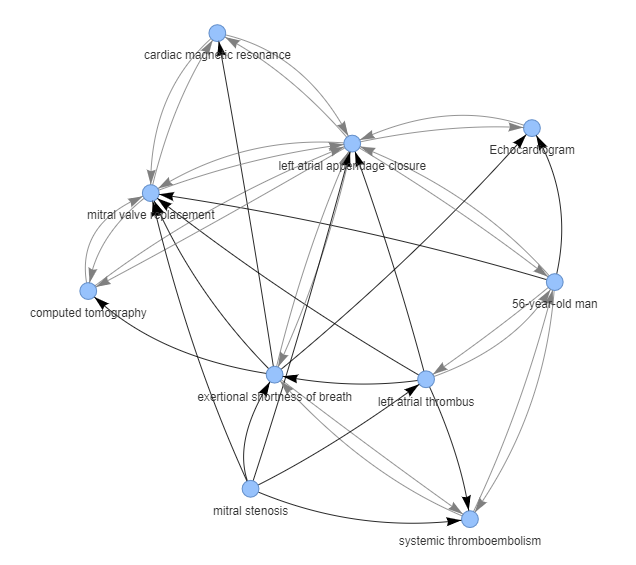 cardiac magnetic resonance
Echocardiogram
left atrial appendage closure
mitral valve replacement
56-year-old man
computed tomography
exertional shortness of breath
left atrial thrombus
mitral stenosis
systemic thromboembolism